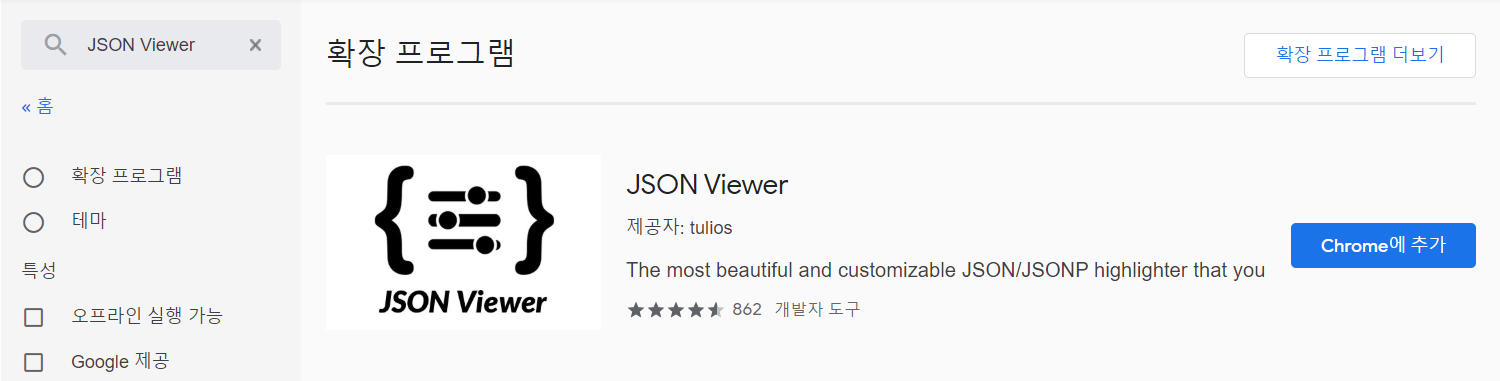 JSON Viewer
« 홈
확장 프로그램
테마
특성
오프라인 실행 가능
Google 제공
확장 프로그램
확장 프로그램 더보기
JSON Viewer
JSON Viewer
제공자: tulios
The most beautiful and customizable JSON/JSONP highlighter that you
862 개발자 도구
Chrome에 추가